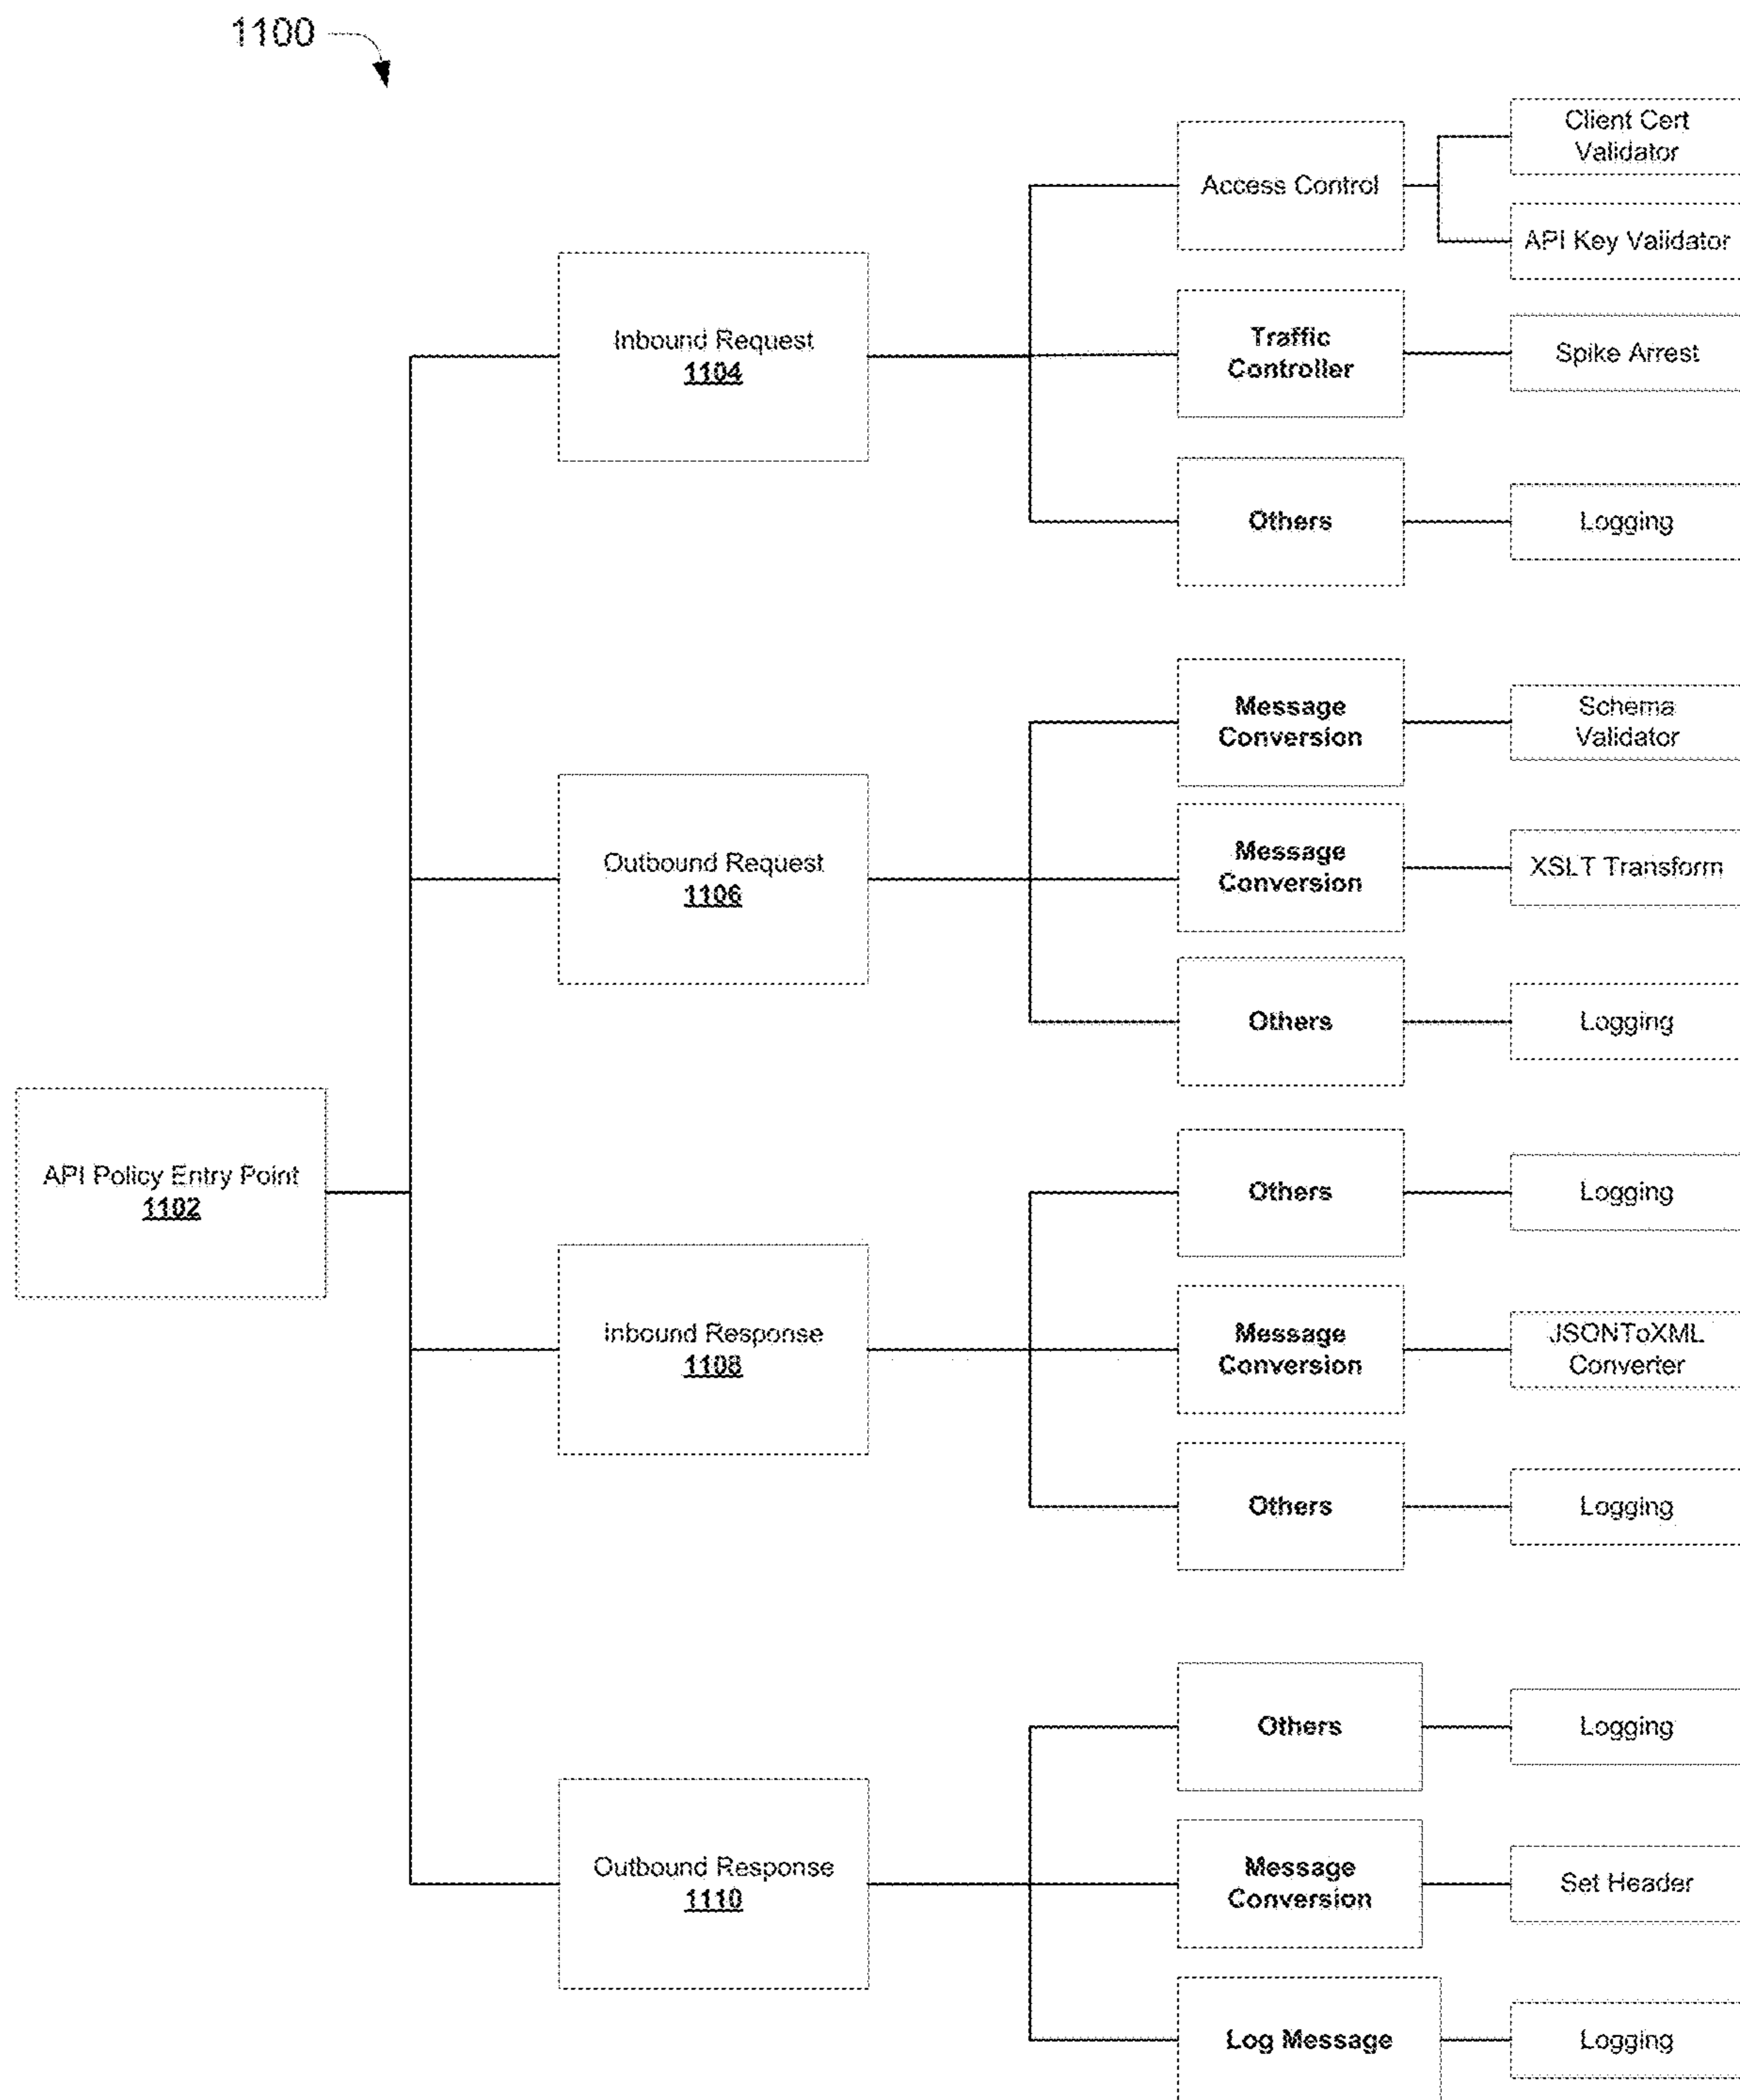 1100
Client Cert
Validator
Access Control
API Key Validator
Inbound Request
1104
Traffic
Controller
Spike Arrest
Others
Logging
Message
Conversion
Schema
Validator
Outbound Request
1106
Message
Conversion
XSLT Transform
Others
Logging
API Policy Entry Point
1102
Others
Logging
Inbound Response
1108
Message
Conversion
JSONToXML
Converter
Others
Logging
Others
Logging
Outbound Response
1110
Message
Conversion
Set Header
Log Message
Logging